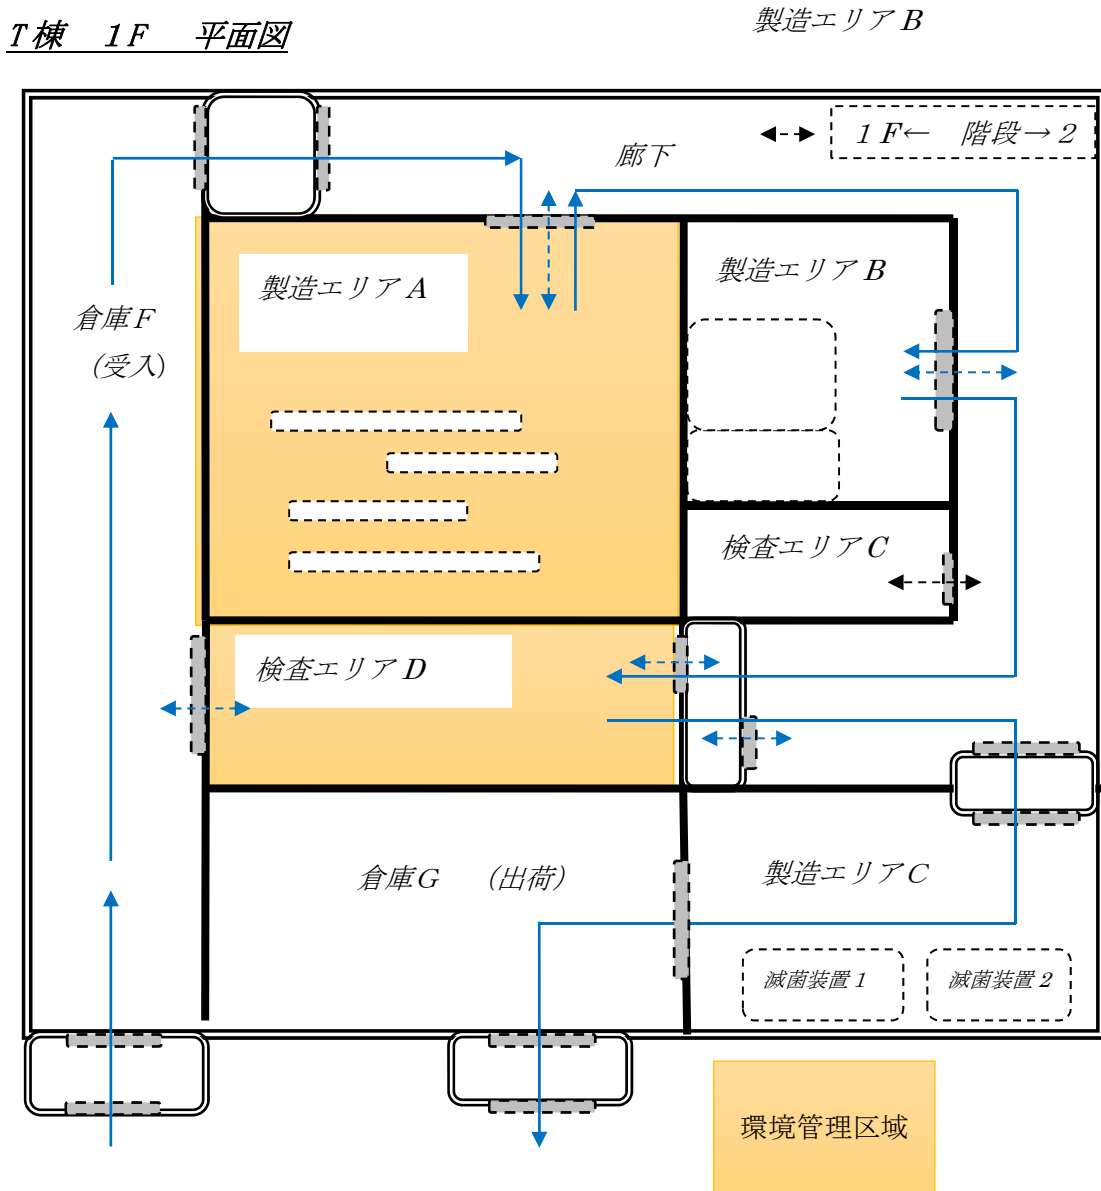 製造エリアB
T棟 1F 平面図
1F← 階段→2
廊下
製造エリアA
製造エリアB
倉庫F
(受入)
検査エリアC
検査エリアD
倉庫G (出荷)
製造エリアC
滅菌装置1
滅菌装置2
環境管理区域